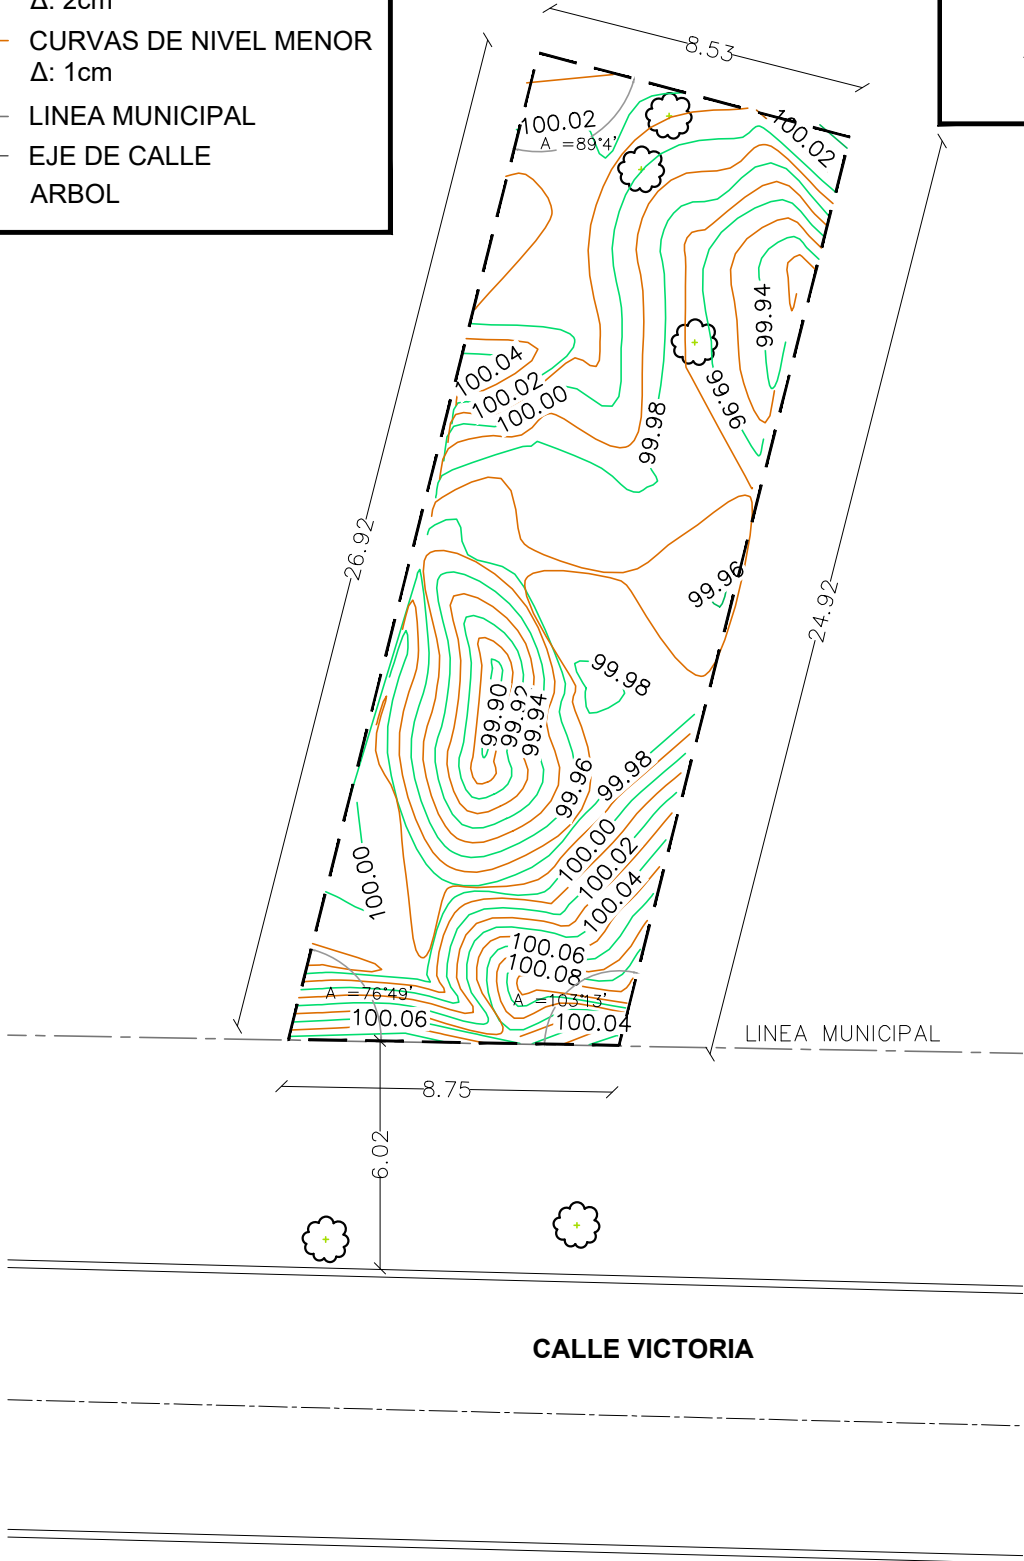 Δ: 2cm
CURVAS DE NIVEL MENOR
Δ: 1cm
LINEA MUNICIPAL
EJE DE CALLE
ARBOL
8.53
100.02
A =89°4'
100.02
99.94
100.04
100.02
100.00
99.96
99.98
26.92
99.96
24.92
99.98
99.90
99.92
99.94
99.96
99.98
100.00
100.02
100.04
100.00
100.06
100.08
A =76°49'
A =103°13'
100.06
100.04
LINEA MUNICIPAL
8.75
6.02
CALLE VICTORIA